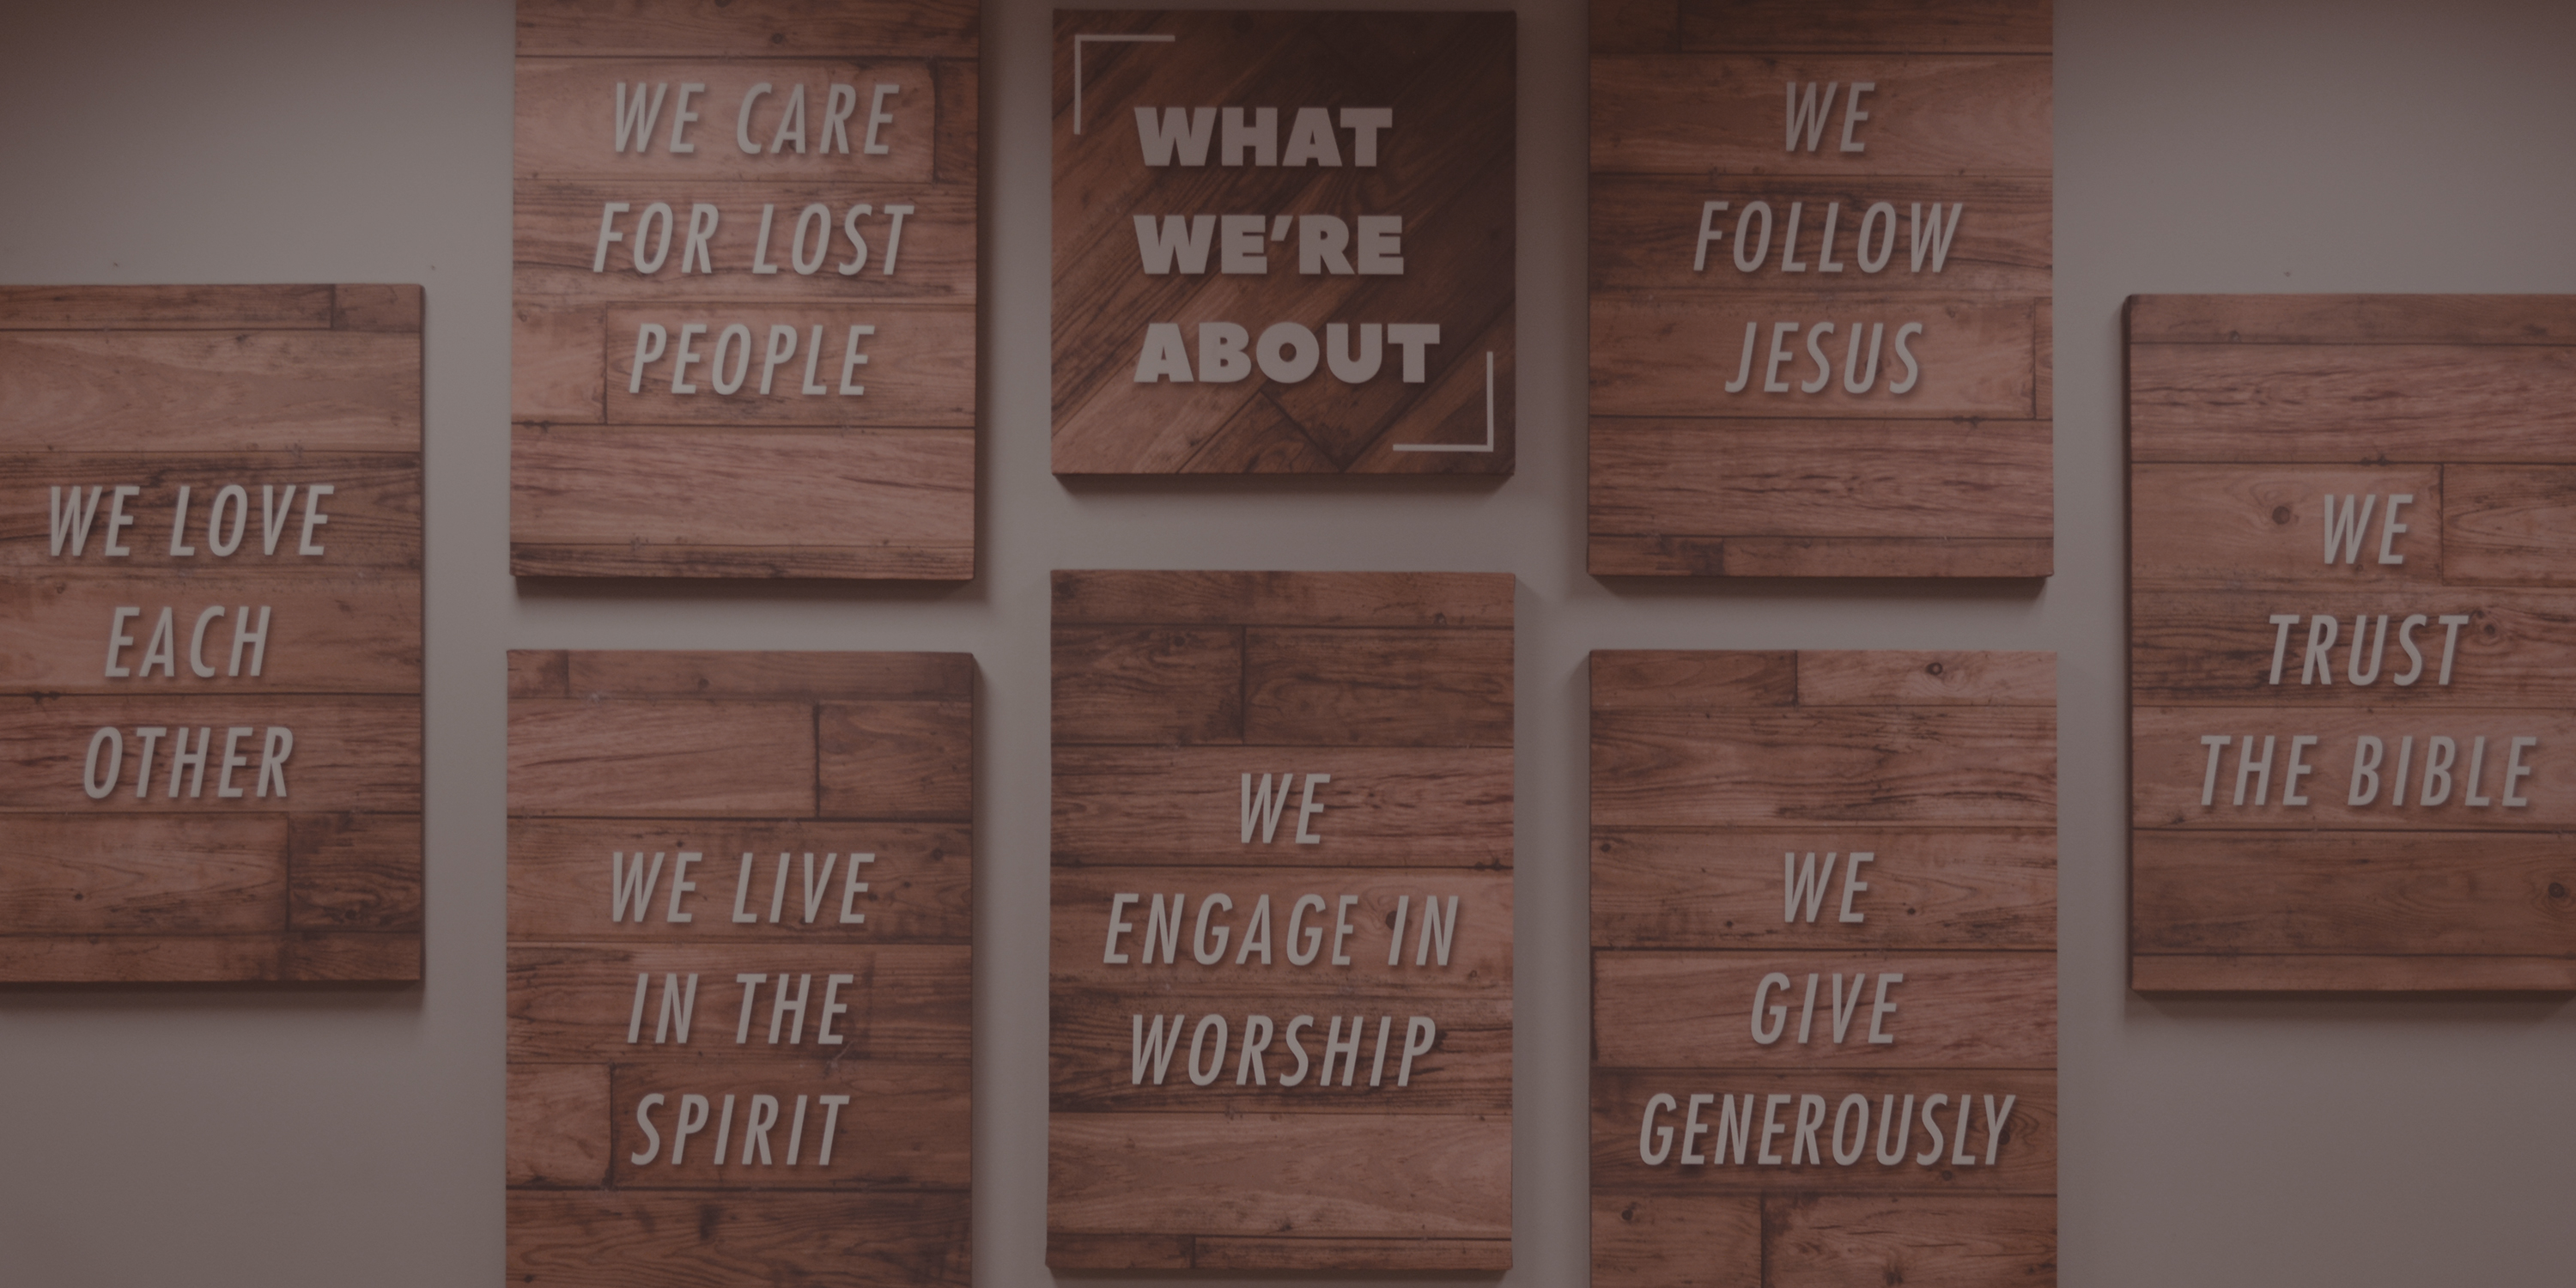 WE LOVE
EACH
OTHER
WE CARE
FOR LOST
PEOPLE
WE LIVE
IN THE
SPIRIT
WHAT
WE'RE
ABOUT
WE
ENGAGE IN
WORSHIP
WE
FOLLOW
JESUS
WE
GIVE
GENEROUSLY
WE
TRUST
THE BIBLE